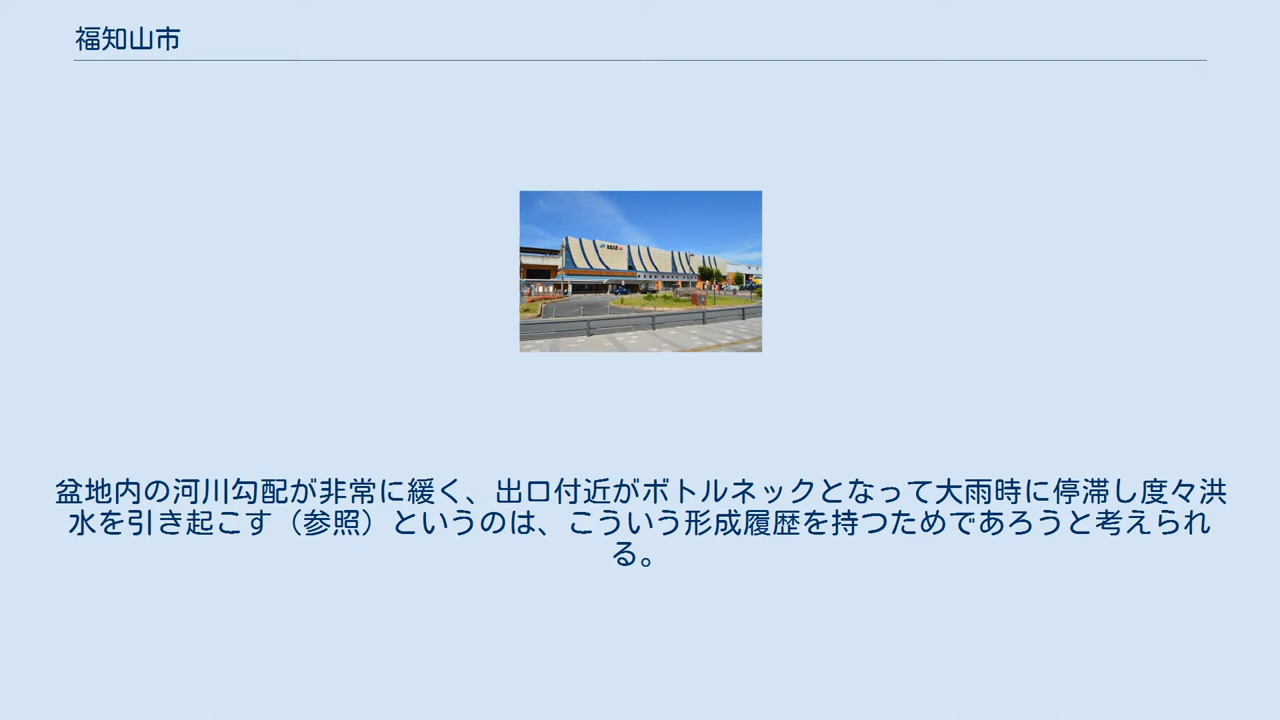 福知山市
盆地内の河川勾配が非常に緩く、出口付近がボトルネックとなって大雨時に停滞し度々洪
水を引き起こす（参照）というのは、こういう形成履歴を持つためであろうと考えられ
る。